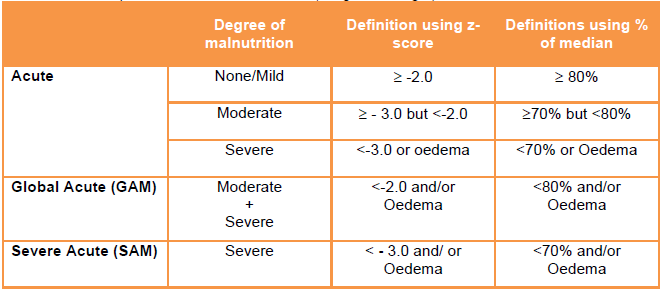 Degree of malnutrition Definition using z-score Definitions using % of median
Acute None/Mild ≥ -2.0 ≥ 80%
Moderate ≥ - 3.0 but <-2.0 ≥70% but <80%
Severe <-3.0 or oedema <70% or Oedema
Global Acute (GAM) Moderate + Severe <-2.0 and/or Oedema <80% and/or Oedema
Severe Acute (SAM) Severe < - 3.0 and/ or Oedema <70% and/or Oedema